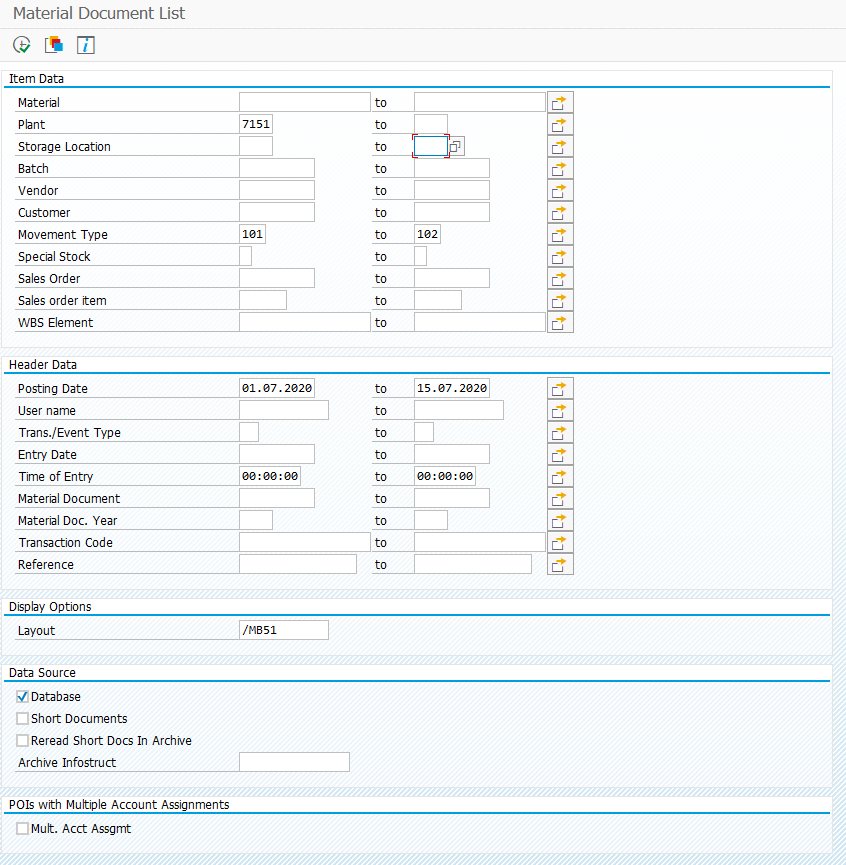 Material Document List
Item Data
Material to
Plant 7151 to
Storage Location to
Batch to
Vendor to
Customer to
Movement Type 101 to 102
Special Stock to
Sales Order to
Sales order item to
WBS Element to
Header Data
Posting Date 01.07.2020 to 15.07.2020
User name to
Trans./Event Type to
Entry Date to
Time of Entry 00:00:00 to 00:00:00
Material Document to
Material Doc. Year to
Transaction Code to
Reference to
Display Options
Layout /MB51
Data Source
Database
Short Documents
Reread Short Docs In Archive
Archive Infostruct
POIs with Multiple Account Assignments
Mult. Acct Assgmt